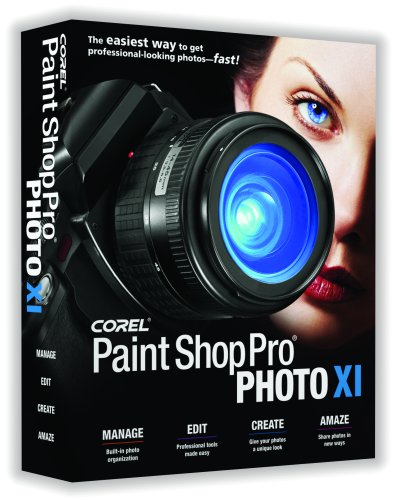 The easiest way to get
professional-looking photos—fast!
COREL®
Paint Shop Pro®
PHOTO XI
MANAGE
Built-in photo
organization
EDIT
Professional tools
made easy
CREATE
Give your photos
a unique look
AMAZE
Share photos in
new ways
COREL®
Paint Shop Pro®
PHOTO XI
MANAGE
EDIT
CREATE
AMAZE